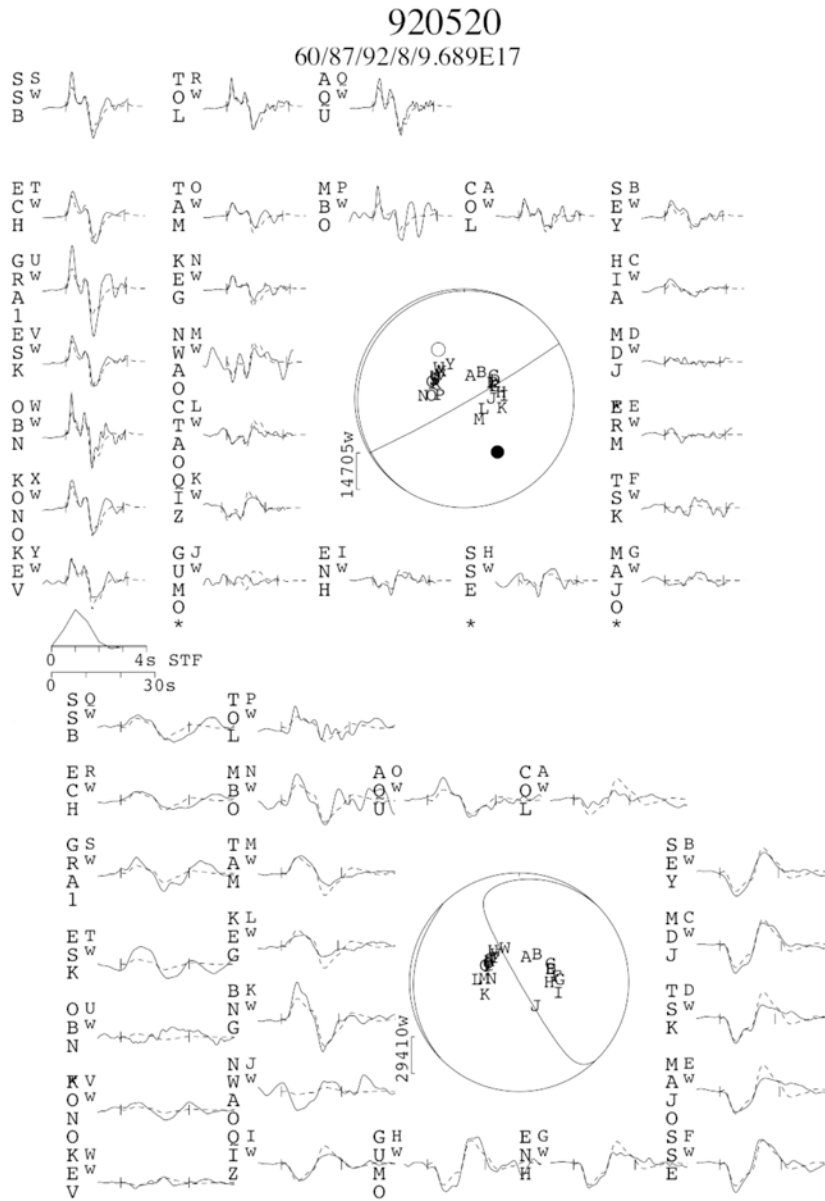 920520
60/87/92/8/9.689E17
SSB S W
TOL R W
AQU Q W
ECH T W
TAM O W
MBO P W
COL A W
SEY B W
GRA1 U W
KEG N W
HIA C W
ESK V W
NWAO M W
MDJ D W
OBN W W
CTAO L W
ERM E W
KONO X W
QIZ K W
TSK F W
KEV Y W
GUMO J W
ENH I W
SSE H W
MAJO G W
* * *
14705w
0 4s STF
0 30s
SSB Q W
TOL P W
ECH R W
MBO N W
AQU O W
COL A W
GRA1 S W
TAM M W
SEY B W
ESK T W
KEG L W
MDJ C W
OBN U W
BNG K W
TSK D W
29410w
KONO V W
NWAO J W
MAJO E W
KEV W W
QIZ I W
GUMO H W
ENH G W
SSE F W